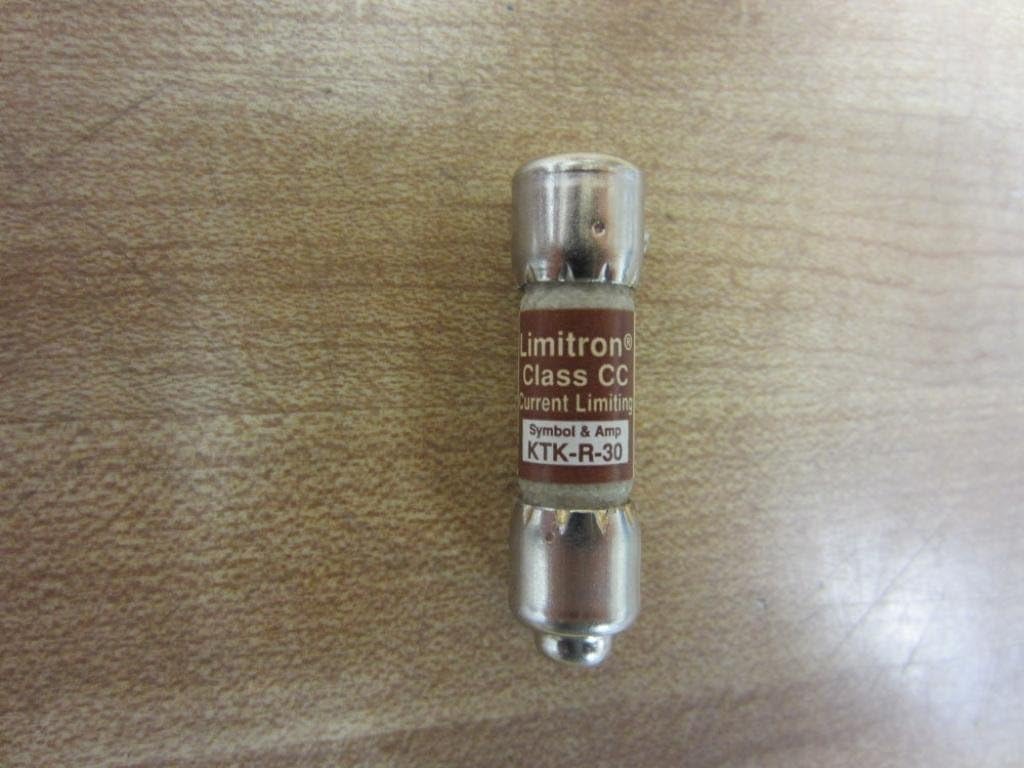 Limitron®
Class CC
Current Limiting
Symbol & Amp
KTK-R-30